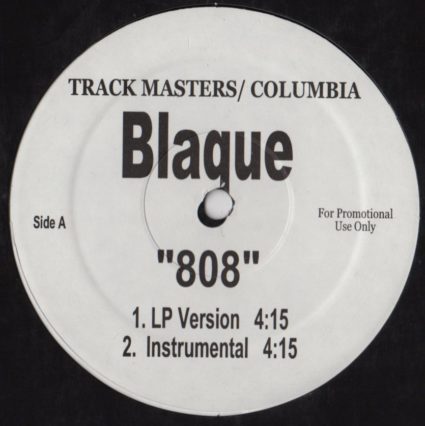 TRACK MASTERS/ COLUMBIA
Blaque
Side A
For Promotional
Use Only
"808"
1. LP Version 4:15
2. Instrumental 4:15